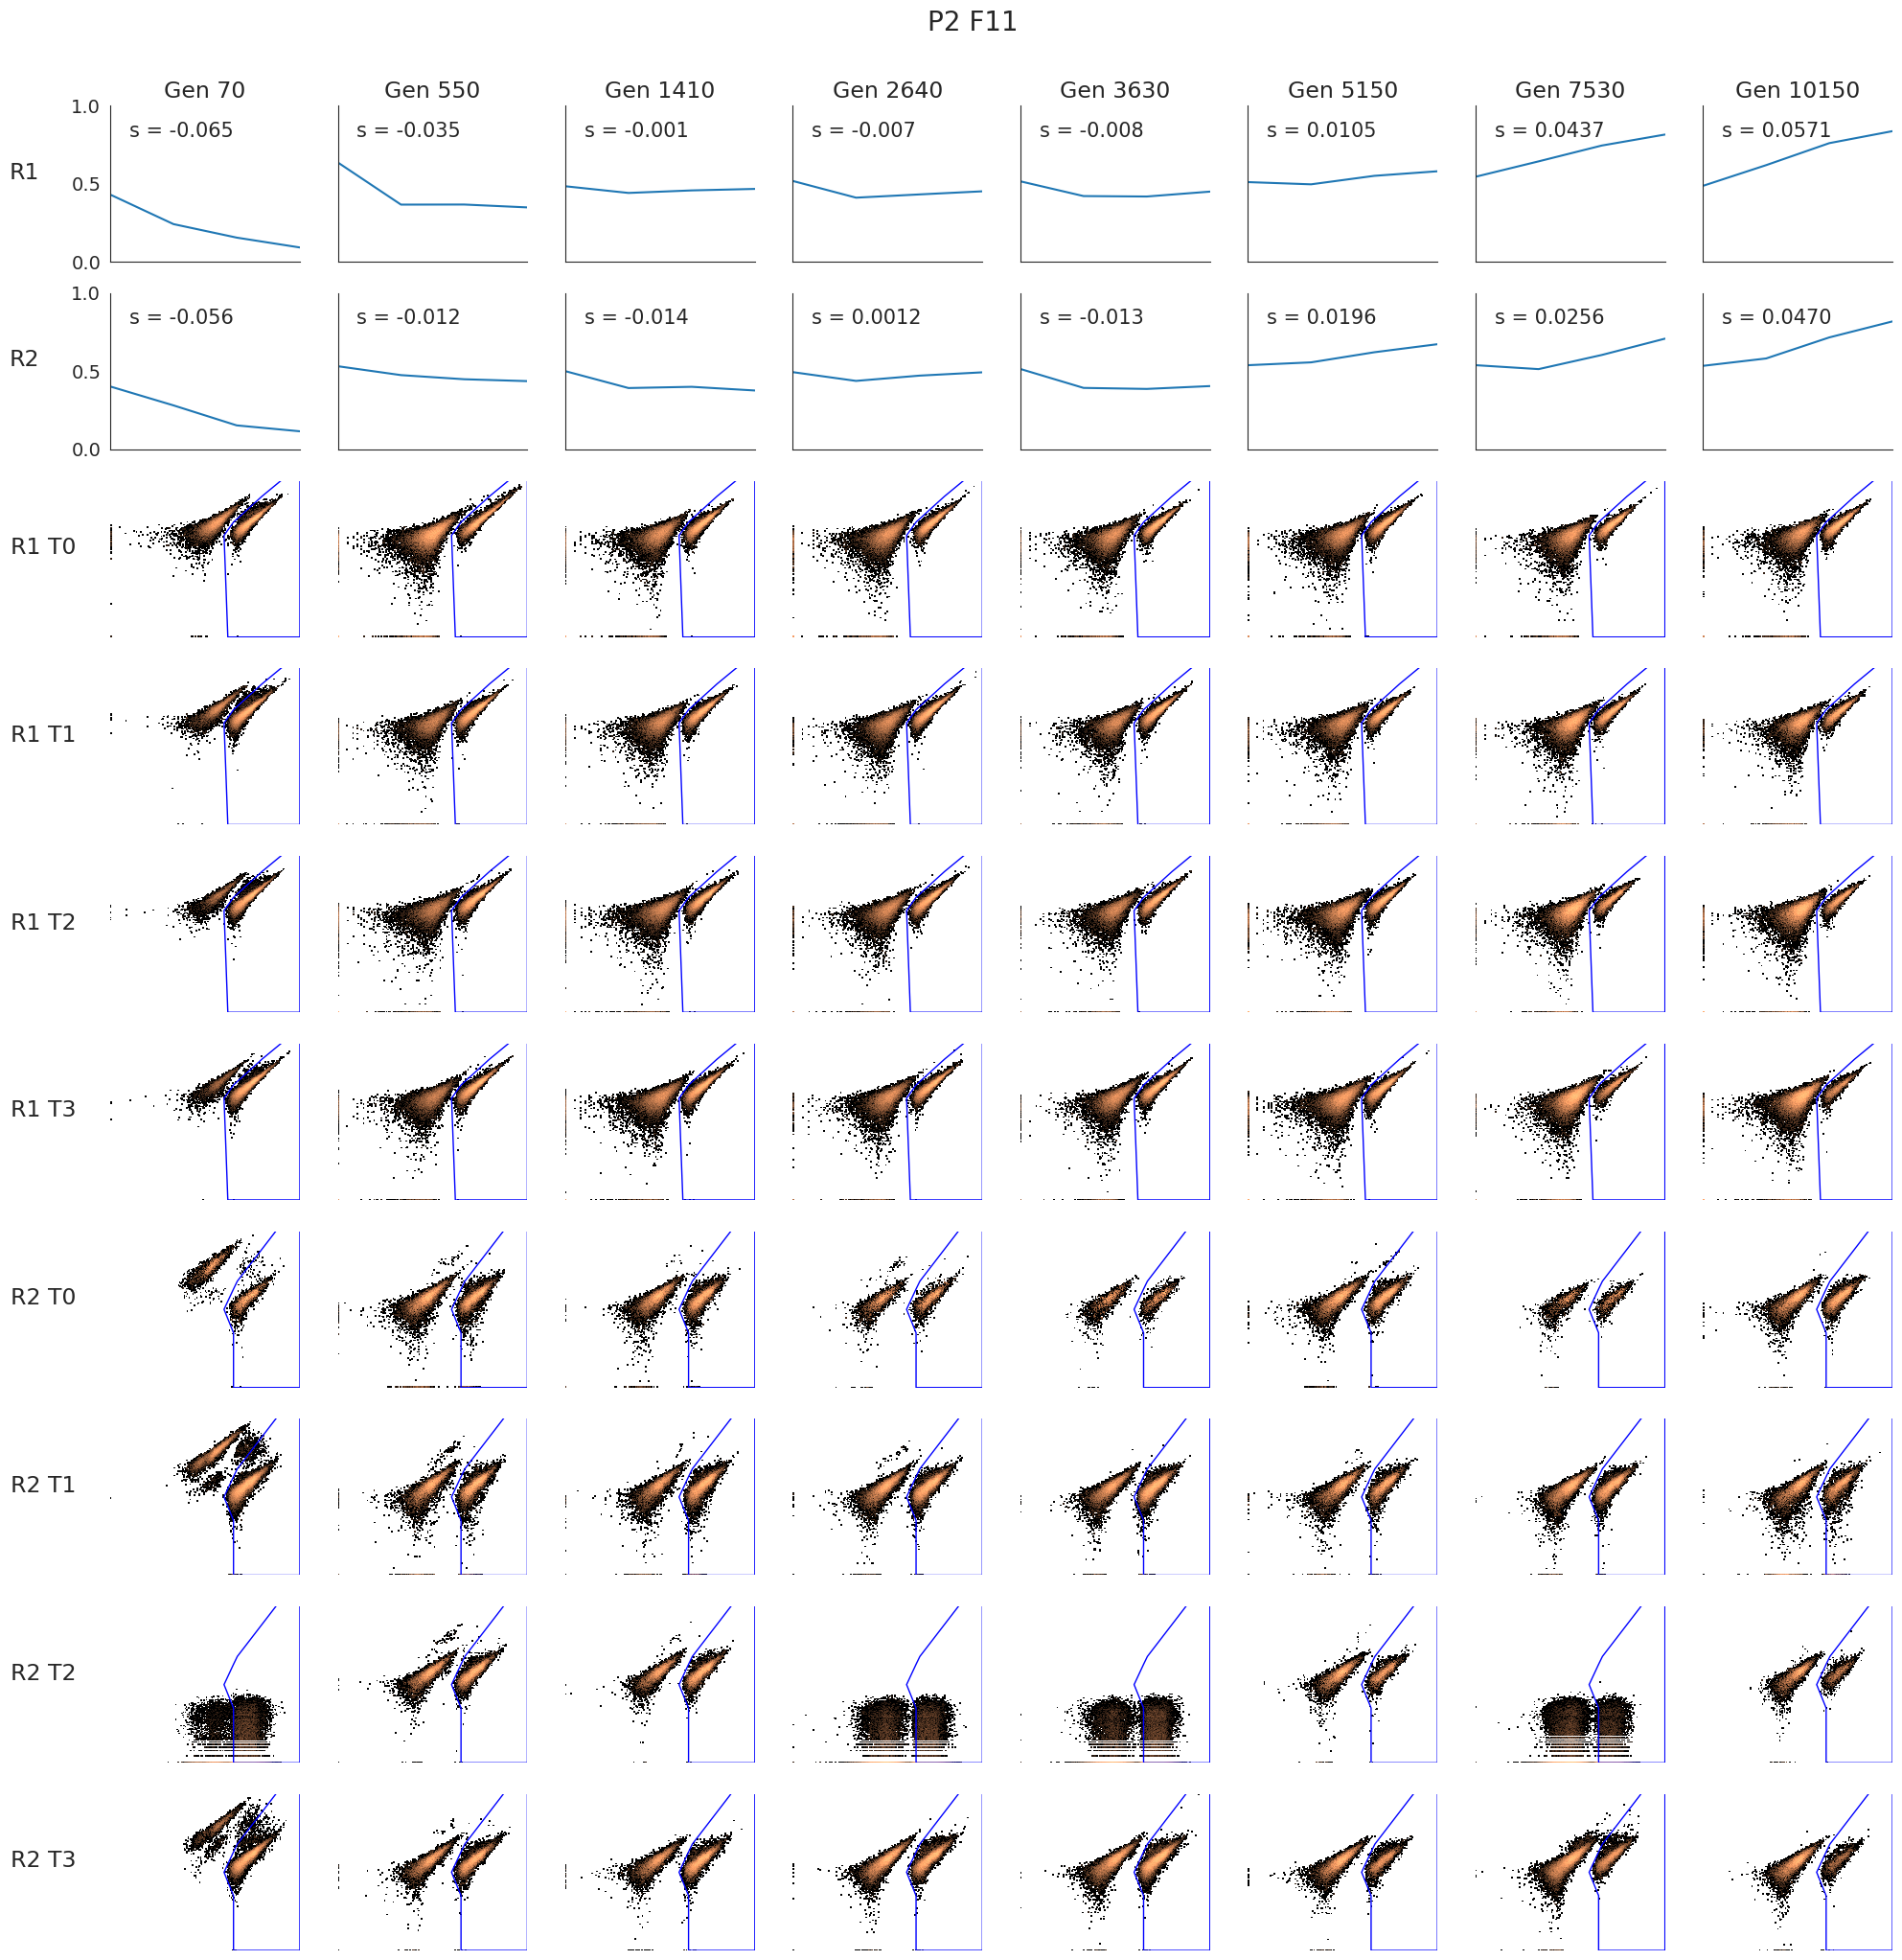 P2 F11
Gen 70 Gen 550 Gen 1410 Gen 2640 Gen 3630 Gen 5150 Gen 7530 Gen 10150
1.0
s = -0.065 s = -0.035 s = -0.001 s = -0.007 s = -0.008 s = 0.0105 s = 0.0437 s = 0.0571
R1
0.5
0.0
1.0
s = -0.056 s = -0.012 s = -0.014 s = 0.0012 s = -0.013 s = 0.0196 s = 0.0256 s = 0.0470
R2
0.5
0.0
R1 T0
R1 T1
R1 T2
R1 T3
R2 T0
R2 T1
R2 T2
R2 T3